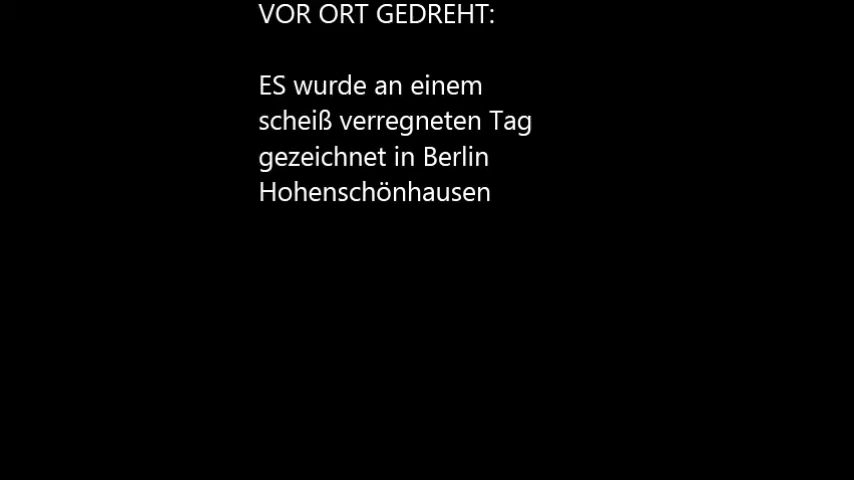 VOR ORT GEDREHT:
ES wurde an einem
scheiß verregneten Tag
gezeichnet in Berlin
Hohenschönhausen